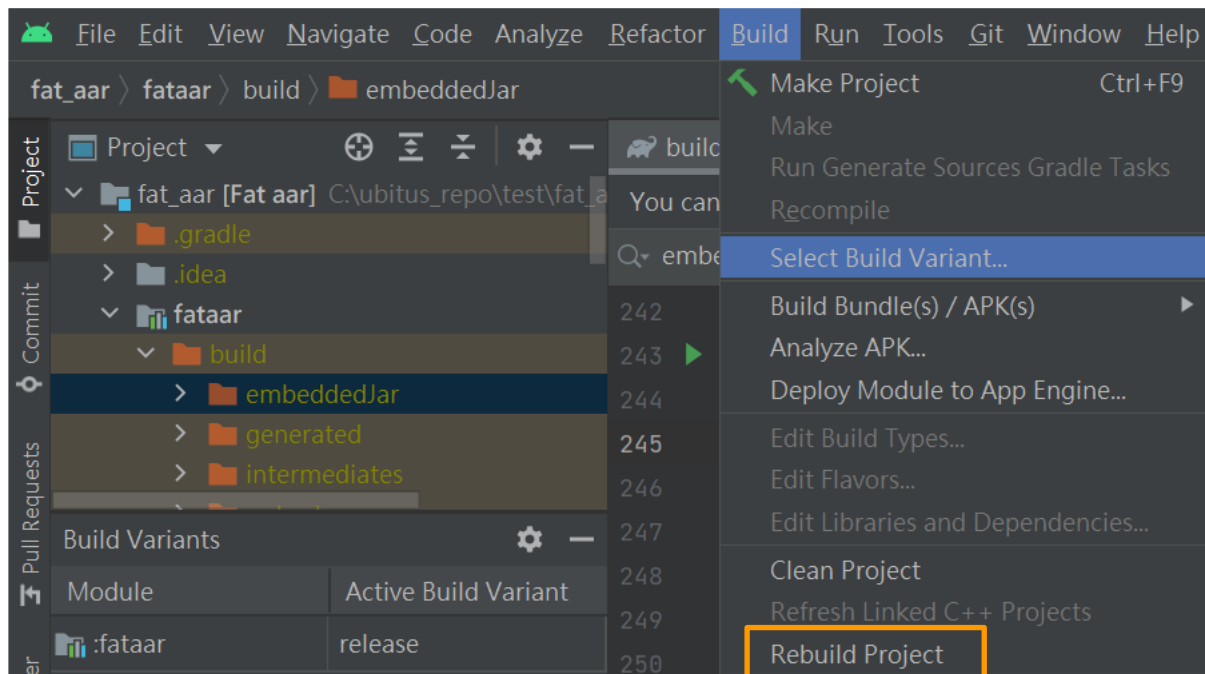 File Edit View Navigate Code Analyze Refactor Build Run Tools Git Window Help
fat_aar fataar build embeddedJar
Project
Commit
Pull Requests
Project
fat_aar [Fat aar] C:\ubitus_repo\test\fat_a
.gradle
.idea
fataar
build
embeddedJar
generated
intermediates
Build Variants
Module Active Build Variant
:fataar release
build
You can
embe
242
243
244
245
246
247
248
249
250
Make Project Ctrl+F9
Make
Run Generate Sources Gradle Tasks
Recompile
Select Build Variant...
Build Bundle(s) / APK(s)
Analyze APK...
Deploy Module to App Engine...
Edit Build Types...
Edit Flavors...
Edit Libraries and Dependencies...
Clean Project
Refresh Linked C++ Projects
Rebuild Project